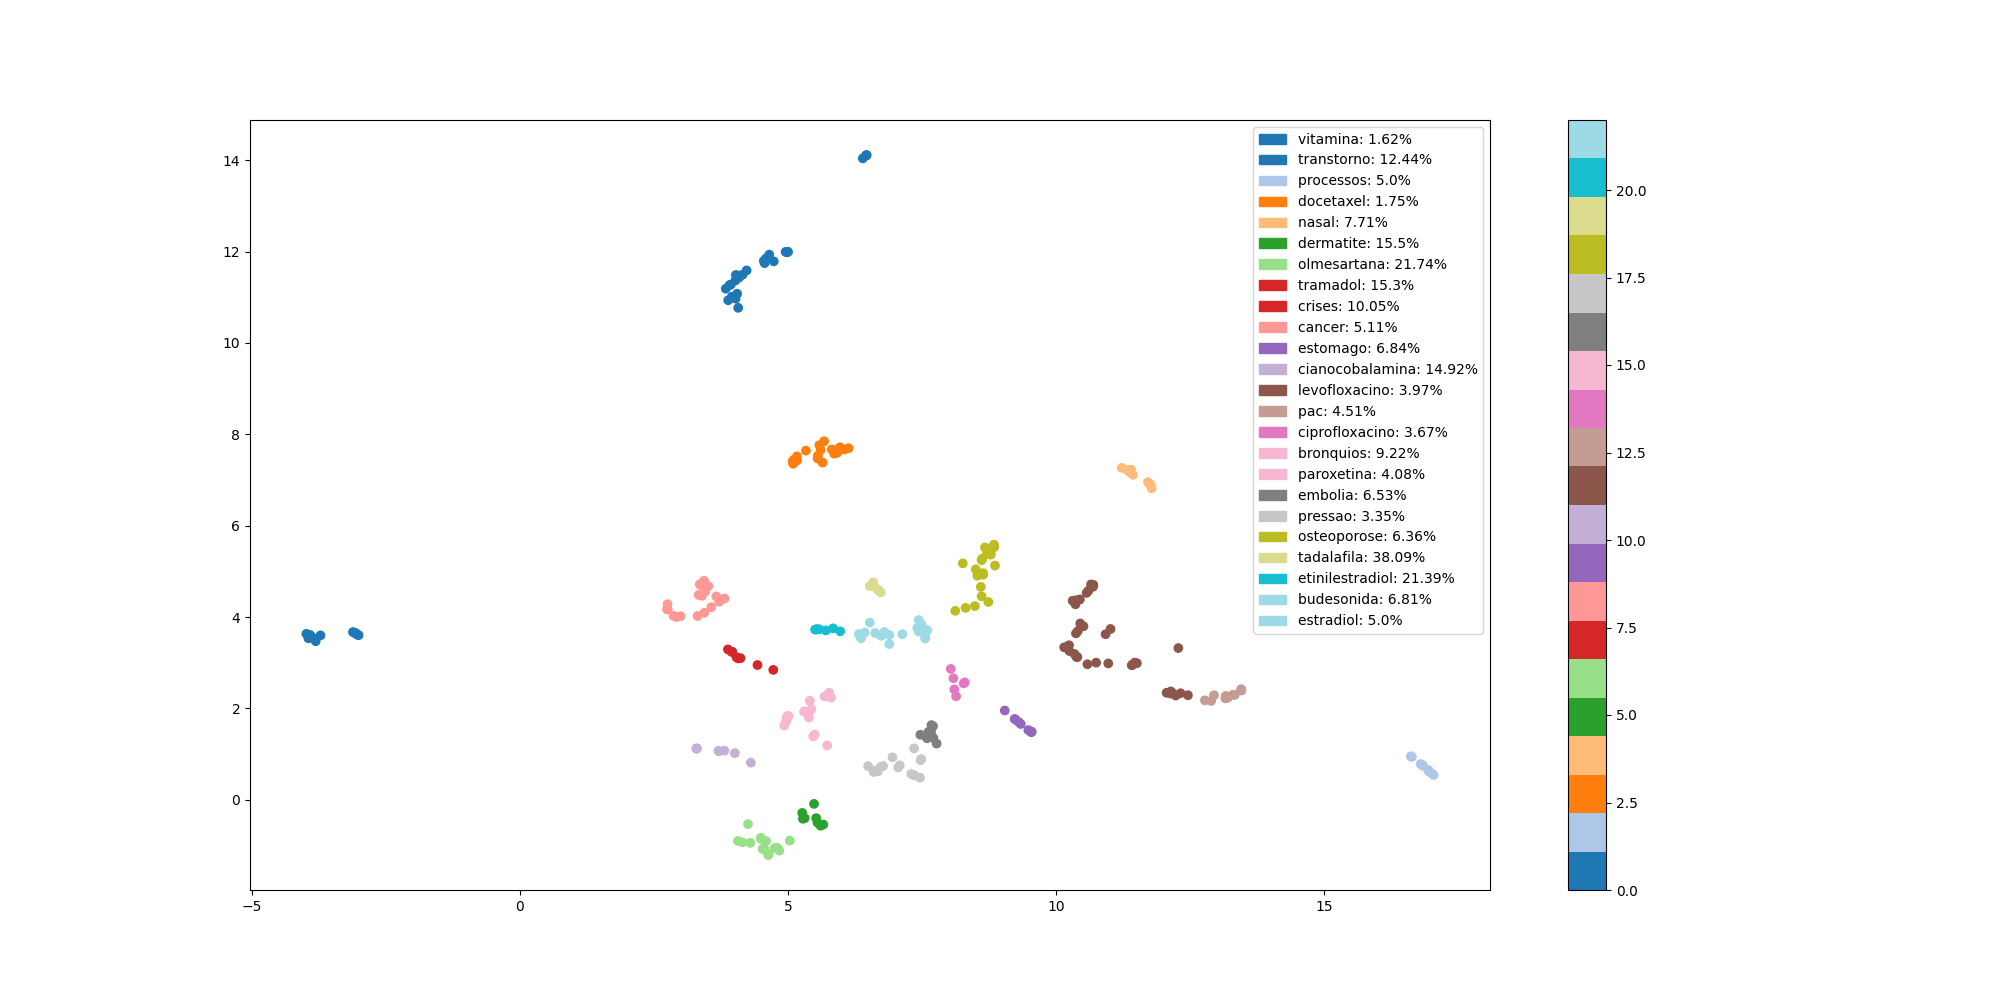 14
12
10
8
6
4
2
0
−5
0
5
10
15
vitamina: 1.62%
transtorno: 12.44%
processos: 5.0%
docetaxel: 1.75%
nasal: 7.71%
dermatite: 15.5%
olmesartana: 21.74%
tramadol: 15.3%
crises: 10.05%
cancer: 5.11%
estomago: 6.84%
cianocobalamina: 14.92%
levofloxacino: 3.97%
pac: 4.51%
ciprofloxacino: 3.67%
bronquios: 9.22%
paroxetina: 4.08%
embolia: 6.53%
pressao: 3.35%
osteoporose: 6.36%
tadalafila: 38.09%
etinilestradiol: 21.39%
budesonida: 6.81%
estradiol: 5.0%
20.0
17.5
15.0
12.5
10.0
7.5
5.0
2.5
0.0